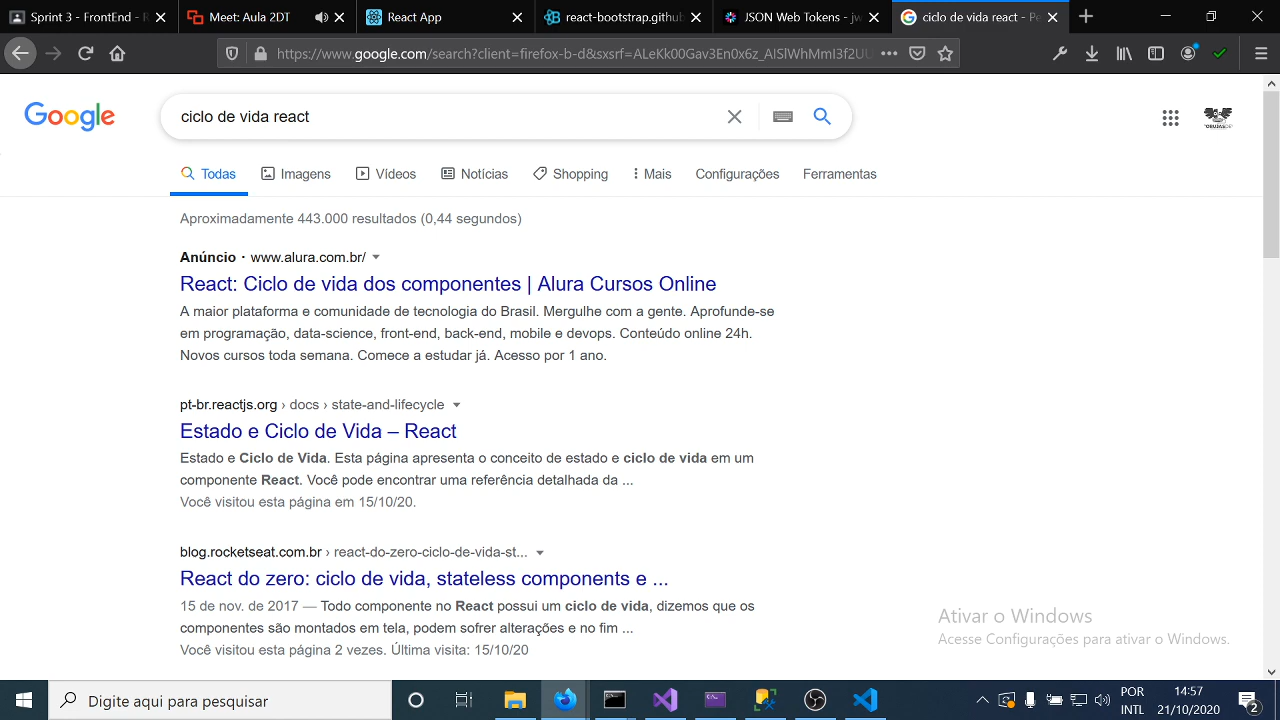 Sprint 3 - FrontEnd - R
Meet: Aula 2DT
React App
react-bootstrap.github
JSON Web Tokens - jw
ciclo de vida react - Pe
https://www.google.com/search?client=firefox-b-d&sxsrf=ALeKk00Gav3En0x6z_AISlWhMmI3f2UU
Google
ciclo de vida react
Todas
Imagens
Vídeos
Notícias
Shopping
Mais
Configurações
Ferramentas
Aproximadamente 443.000 resultados (0,44 segundos)
Anúncio · www.alura.com.br/
React: Ciclo de vida dos componentes | Alura Cursos Online
A maior plataforma e comunidade de tecnologia do Brasil. Mergulhe com a gente. Aprofunde-se
em programação, data-science, front-end, back-end, mobile e devops. Conteúdo online 24h.
Novos cursos toda semana. Comece a estudar já. Acesso por 1 ano.
pt-br.reactjs.org › docs › state-and-lifecycle
Estado e Ciclo de Vida – React
Estado e Ciclo de Vida. Esta página apresenta o conceito de estado e ciclo de vida em um
componente React. Você pode encontrar uma referência detalhada da ...
Você visitou esta página em 15/10/20.
blog.rocketseat.com.br › react-do-zero-ciclo-de-vida-st...
React do zero: ciclo de vida, stateless components e ...
15 de nov. de 2017 — Todo componente no React possui um ciclo de vida, dizemos que os
componentes são montados em tela, podem sofrer alterações e no fim ...
Você visitou esta página 2 vezes. Última visita: 15/10/20
Ativar o Windows
Acesse Configurações para ativar o Windows.
Digite aqui para pesquisar
POR
INTL
14:57
21/10/2020
2